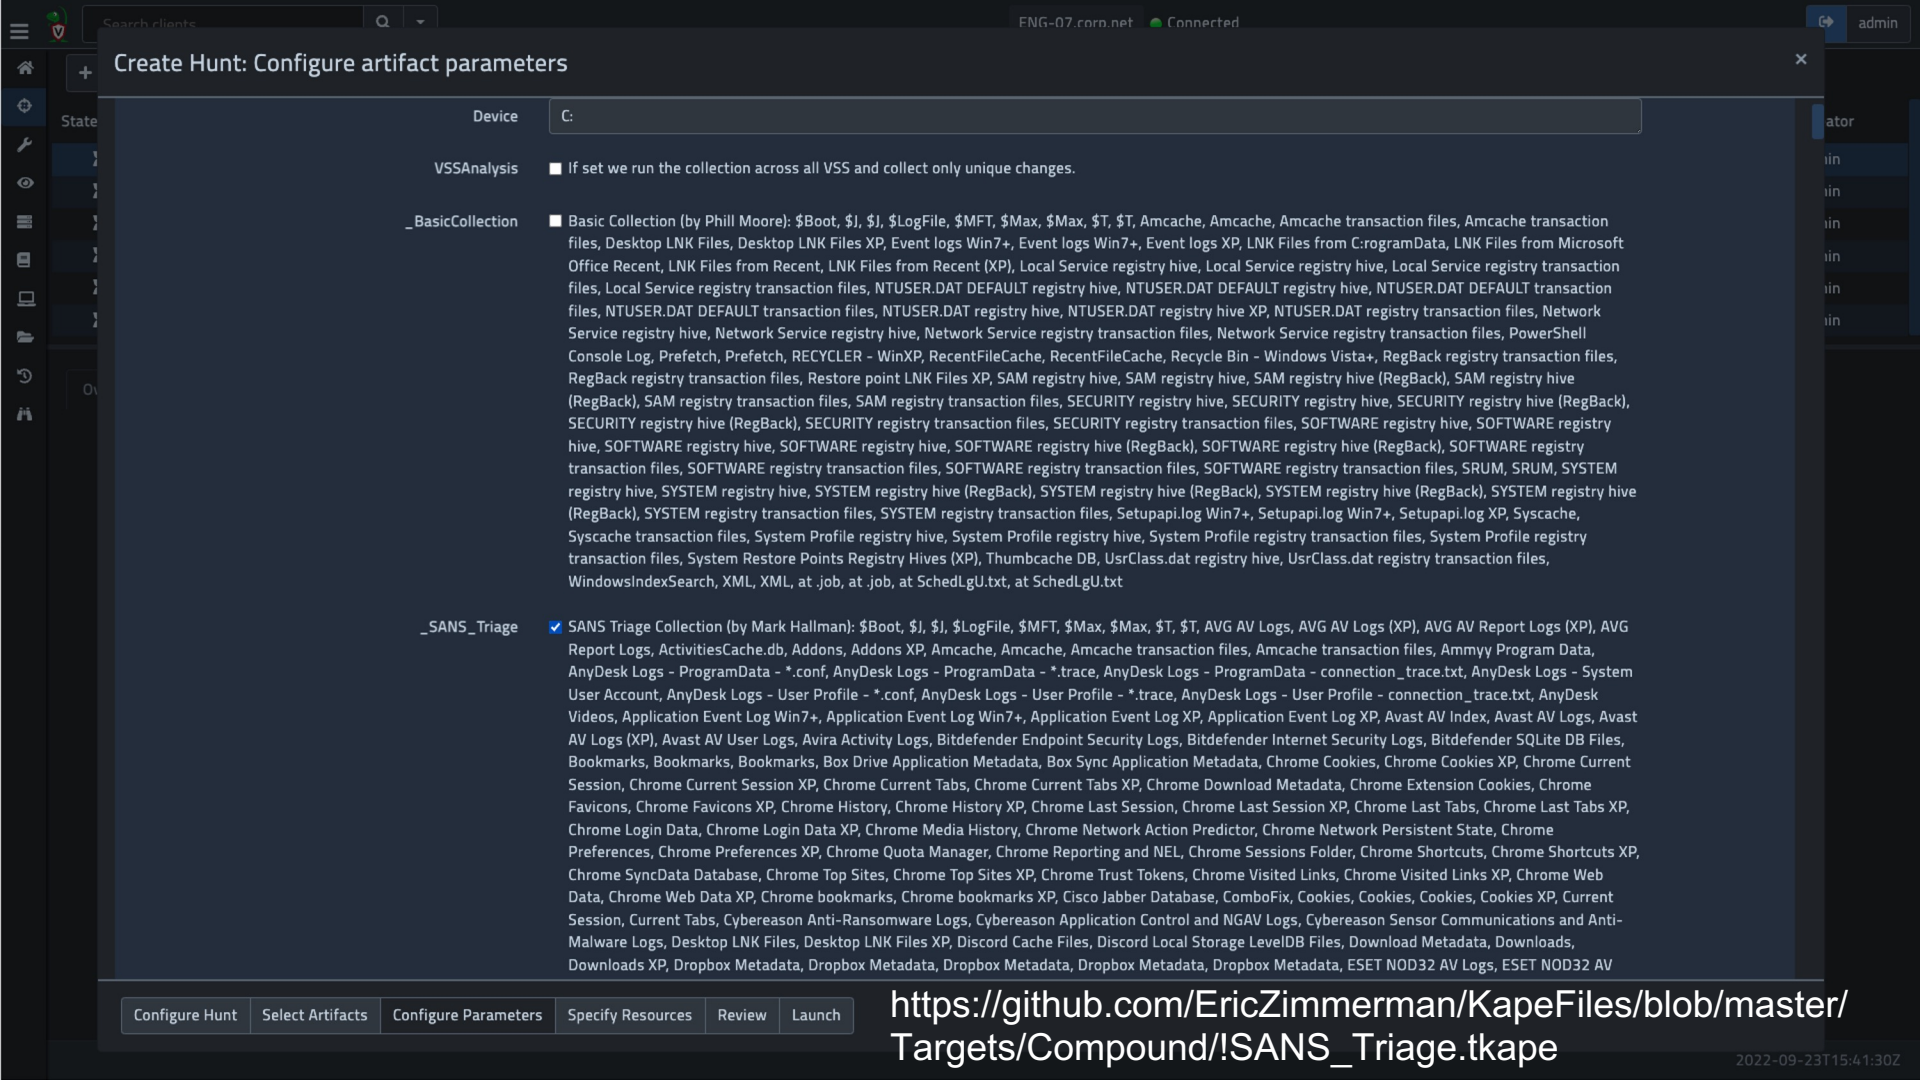 Search clients
ENG-07.corp.net Connected
admin
Create Hunt: Configure artifact parameters
×
State
ator
Device
C:
VSSAnalysis
If set we run the collection across all VSS and collect only unique changes.
_BasicCollection
Basic Collection (by Phill Moore): $Boot, $J, $J, $LogFile, $MFT, $Max, $Max, $T, $T, Amcache, Amcache, Amcache transaction files, Amcache transaction
files, Desktop LNK Files, Desktop LNK Files XP, Event logs Win7+, Event logs Win7+, Event logs XP, LNK Files from C:rogramData, LNK Files from Microsoft
Office Recent, LNK Files from Recent, LNK Files from Recent (XP), Local Service registry hive, Local Service registry hive, Local Service registry transaction
files, Local Service registry transaction files, NTUSER.DAT DEFAULT registry hive, NTUSER.DAT DEFAULT registry hive, NTUSER.DAT DEFAULT transaction
files, NTUSER.DAT DEFAULT transaction files, NTUSER.DAT registry hive, NTUSER.DAT registry hive XP, NTUSER.DAT registry transaction files, Network
Service registry hive, Network Service registry hive, Network Service registry transaction files, Network Service registry transaction files, PowerShell
Console Log, Prefetch, Prefetch, RECYCLER - WinXP, RecentFileCache, RecentFileCache, Recycle Bin - Windows Vista+, RegBack registry transaction files,
RegBack registry transaction files, Restore point LNK Files XP, SAM registry hive, SAM registry hive, SAM registry hive (RegBack), SAM registry hive
(RegBack), SAM registry transaction files, SAM registry transaction files, SECURITY registry hive, SECURITY registry hive, SECURITY registry hive (RegBack),
SECURITY registry hive (RegBack), SECURITY registry transaction files, SECURITY registry transaction files, SOFTWARE registry hive, SOFTWARE registry
hive, SOFTWARE registry hive, SOFTWARE registry hive, SOFTWARE registry hive (RegBack), SOFTWARE registry hive (RegBack), SOFTWARE registry
transaction files, SOFTWARE registry transaction files, SOFTWARE registry transaction files, SOFTWARE registry transaction files, SRUM, SRUM, SYSTEM
registry hive, SYSTEM registry hive, SYSTEM registry hive (RegBack), SYSTEM registry hive (RegBack), SYSTEM registry hive (RegBack), SYSTEM registry hive
(RegBack), SYSTEM registry transaction files, SYSTEM registry transaction files, Setupapi.log Win7+, Setupapi.log Win7+, Setupapi.log XP, Syscache,
Syscache transaction files, System Profile registry hive, System Profile registry hive, System Profile registry transaction files, System Profile registry
transaction files, System Restore Points Registry Hives (XP), Thumbcache DB, UsrClass.dat registry hive, UsrClass.dat registry transaction files,
WindowsIndexSearch, XML, XML, at .job, at .job, at SchedLgU.txt, at SchedLgU.txt
_SANS_Triage
SANS Triage Collection (by Mark Hallman): $Boot, $J, $J, $LogFile, $MFT, $Max, $Max, $T, $T, AVG AV Logs, AVG AV Logs (XP), AVG AV Report Logs (XP), AVG
Report Logs, ActivitiesCache.db, Addons, Addons XP, Amcache, Amcache, Amcache transaction files, Amcache transaction files, Ammyy Program Data,
AnyDesk Logs - ProgramData - *.conf, AnyDesk Logs - ProgramData - *.trace, AnyDesk Logs - ProgramData - connection_trace.txt, AnyDesk Logs - System
User Account, AnyDesk Logs - User Profile - *.conf, AnyDesk Logs - User Profile - *.trace, AnyDesk Logs - User Profile - connection_trace.txt, AnyDesk
Videos, Application Event Log Win7+, Application Event Log Win7+, Application Event Log XP, Application Event Log XP, Avast AV Index, Avast AV Logs, Avast
AV Logs (XP), Avast AV User Logs, Avira Activity Logs, Bitdefender Endpoint Security Logs, Bitdefender Internet Security Logs, Bitdefender SQLite DB Files,
Bookmarks, Bookmarks, Bookmarks, Box Drive Application Metadata, Box Sync Application Metadata, Chrome Cookies, Chrome Cookies XP, Chrome Current
Session, Chrome Current Session XP, Chrome Current Tabs, Chrome Current Tabs XP, Chrome Download Metadata, Chrome Extension Cookies, Chrome
Favicons, Chrome Favicons XP, Chrome History, Chrome History XP, Chrome Last Session, Chrome Last Session XP, Chrome Last Tabs, Chrome Last Tabs XP,
Chrome Login Data, Chrome Login Data XP, Chrome Media History, Chrome Network Action Predictor, Chrome Network Persistent State, Chrome
Preferences, Chrome Preferences XP, Chrome Quota Manager, Chrome Reporting and NEL, Chrome Sessions Folder, Chrome Shortcuts, Chrome Shortcuts XP,
Chrome SyncData Database, Chrome Top Sites, Chrome Top Sites XP, Chrome Trust Tokens, Chrome Visited Links, Chrome Visited Links XP, Chrome Web
Data, Chrome Web Data XP, Chrome bookmarks, Chrome bookmarks XP, Cisco Jabber Database, ComboFix, Cookies, Cookies, Cookies, Cookies XP, Current
Session, Current Tabs, Cybereason Anti-Ransomware Logs, Cybereason Application Control and NGAV Logs, Cybereason Sensor Communications and Anti-
Malware Logs, Desktop LNK Files, Desktop LNK Files XP, Discord Cache Files, Discord Local Storage LevelDB Files, Download Metadata, Downloads,
Downloads XP, Dropbox Metadata, Dropbox Metadata, Dropbox Metadata, Dropbox Metadata, Dropbox Metadata, ESET NOD32 AV Logs, ESET NOD32 AV
Configure Hunt Select Artifacts Configure Parameters Specify Resources Review Launch
https://github.com/EricZimmerman/KapeFiles/blob/master/
Targets/Compound/!SANS_Triage.tkape
2022-09-23T15:41:30Z